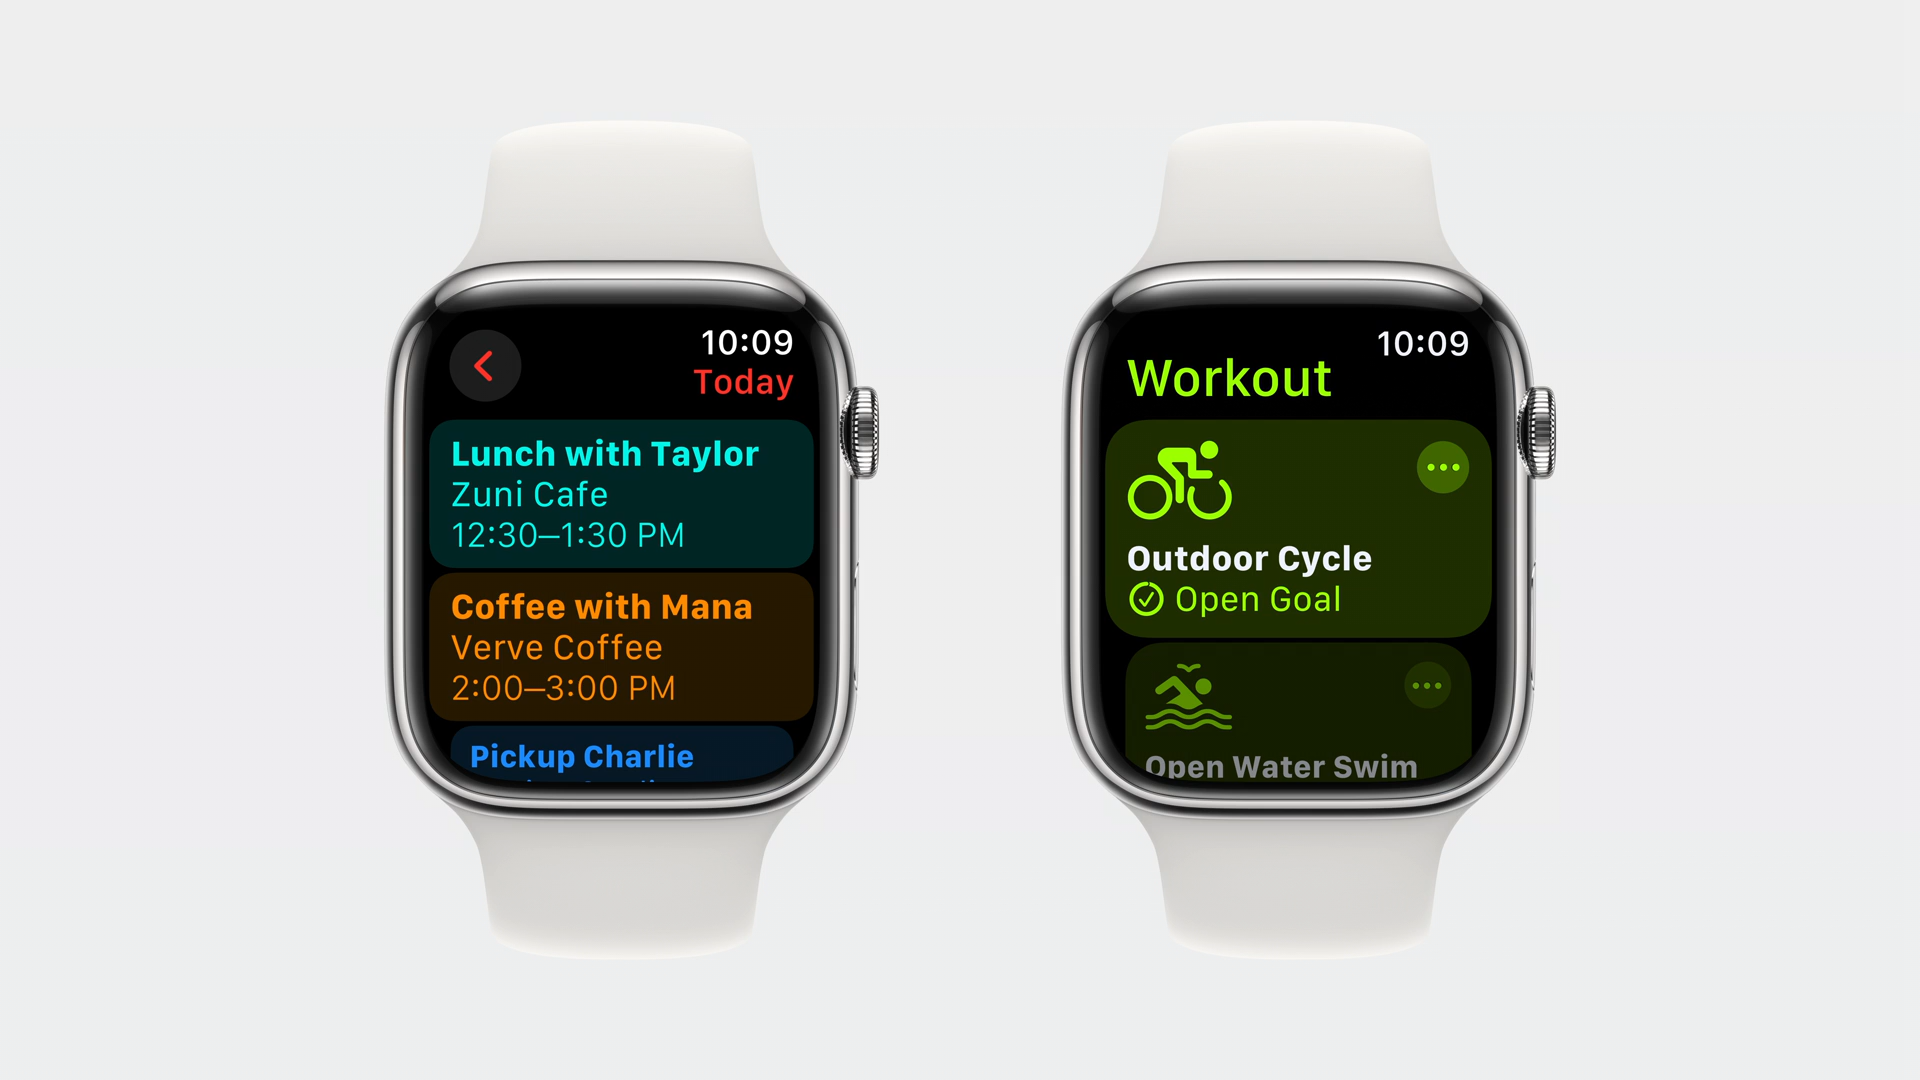 10:09
Today
Lunch with Taylor
Zuni Cafe
12:30–1:30 PM
Coffee with Mana
Verve Coffee
2:00–3:00 PM
Pickup Charlie
10:09
Workout
Outdoor Cycle
Open Goal
Open Water Swim